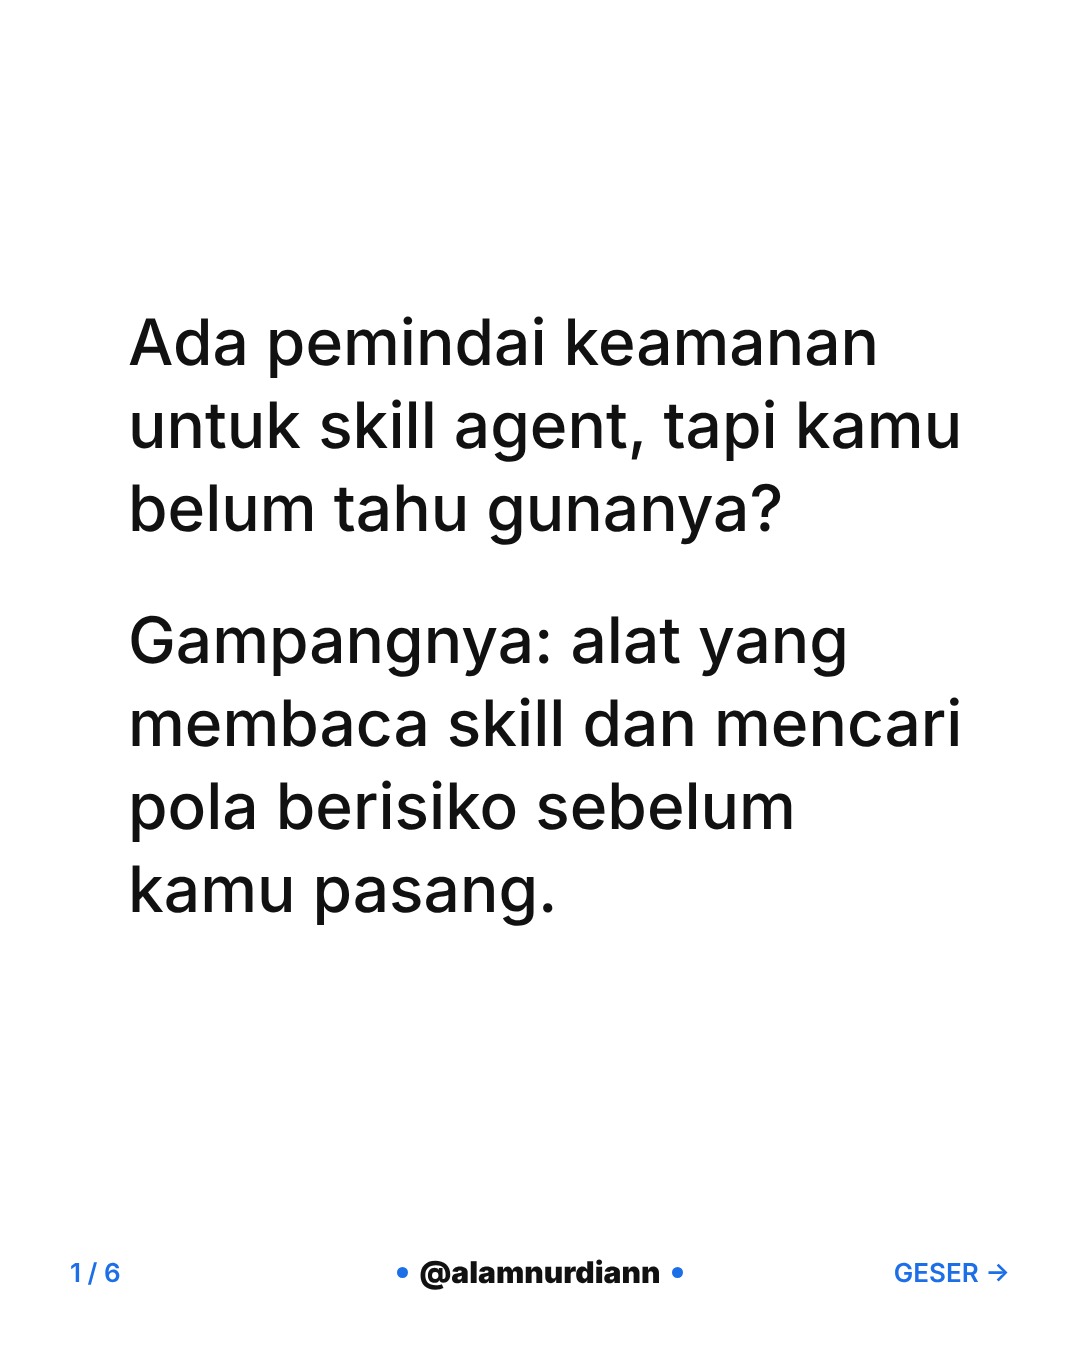 Ada pemindai keamanan
untuk skill agent, tapi kamu
belum tahu gunanya?
Gampangnya: alat yang
membaca skill dan mencari
pola berisiko sebelum
kamu pasang.
1 / 6
• @alamnurdiann •
GESER →